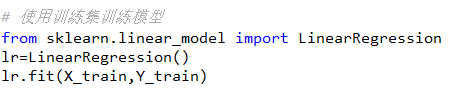 # 使用训练集训练模型
from sklearn.linear_model import LinearRegression
lr=LinearRegression()
lr.fit(X_train,Y_train)